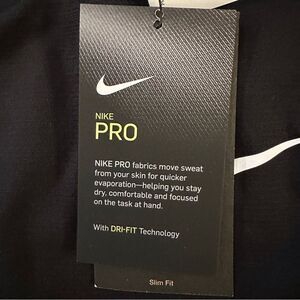 NIKE
PRO
NIKE PRO fabrics move sweat
from your skin for quicker
evaporation—helping you stay
dry, comfortable and focused
on the task at hand.
With DRI-FIT Technology
Slim Fit